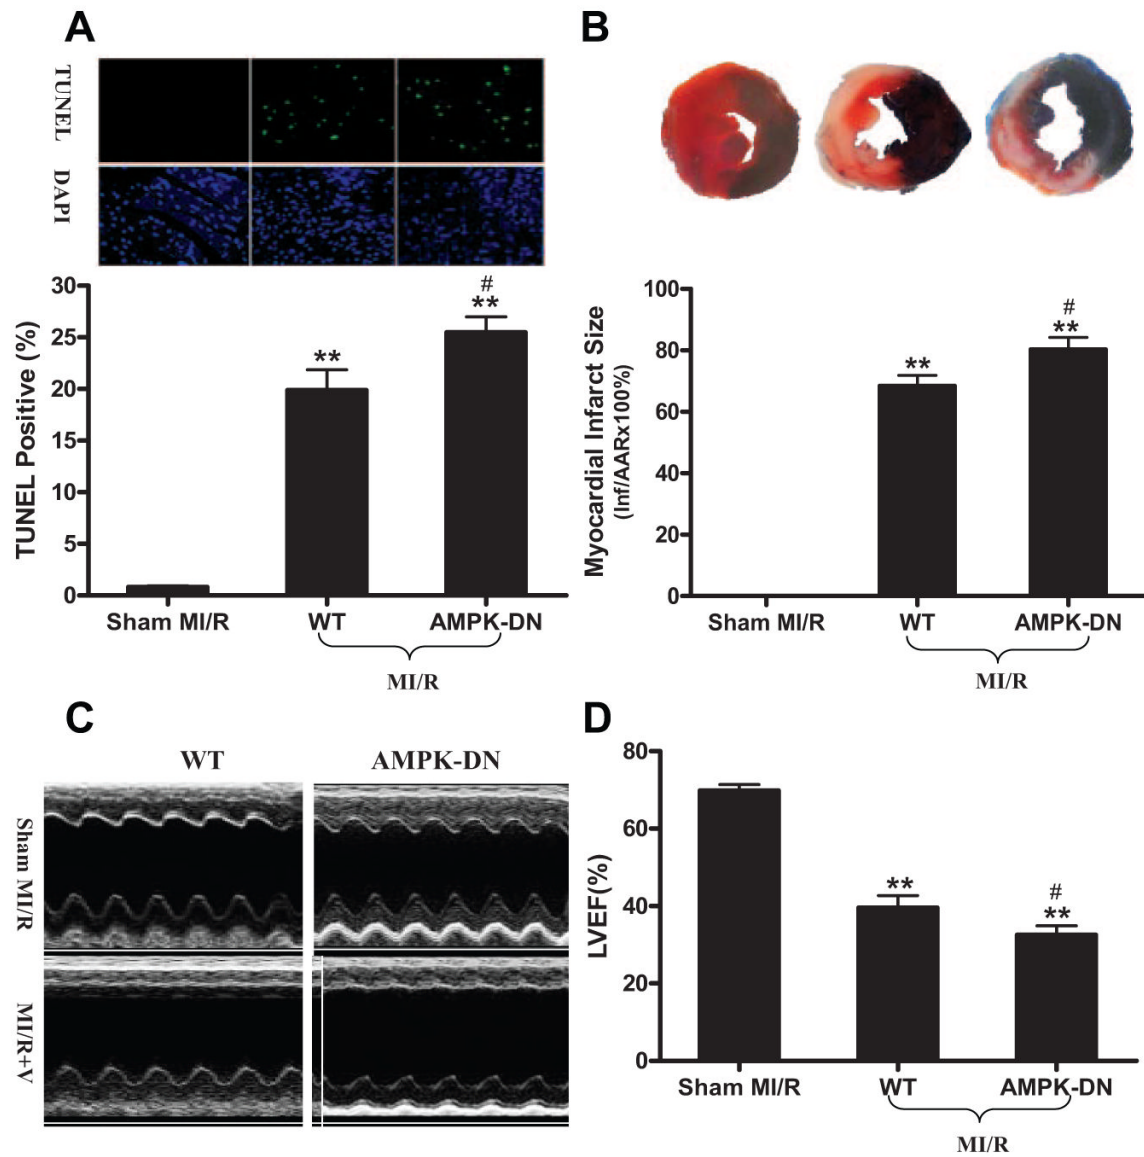 A
TUNEL
DAPI
30
25
20
15
10
5
0
TUNEL Positive (%)
**
#
**
Sham MI/R
WT
AMPK-DN
MI/R
B
100
80
60
40
20
0
Myocardial Infarct Size
(Inf/AARx100%)
**
#
**
Sham MI/R
WT
AMPK-DN
MI/R
C
WT
AMPK-DN
Sham MI/R
MI/R+V
D
80
60
40
20
0
LVEF(%)
**
#
**
Sham MI/R
WT
AMPK-DN
MI/R